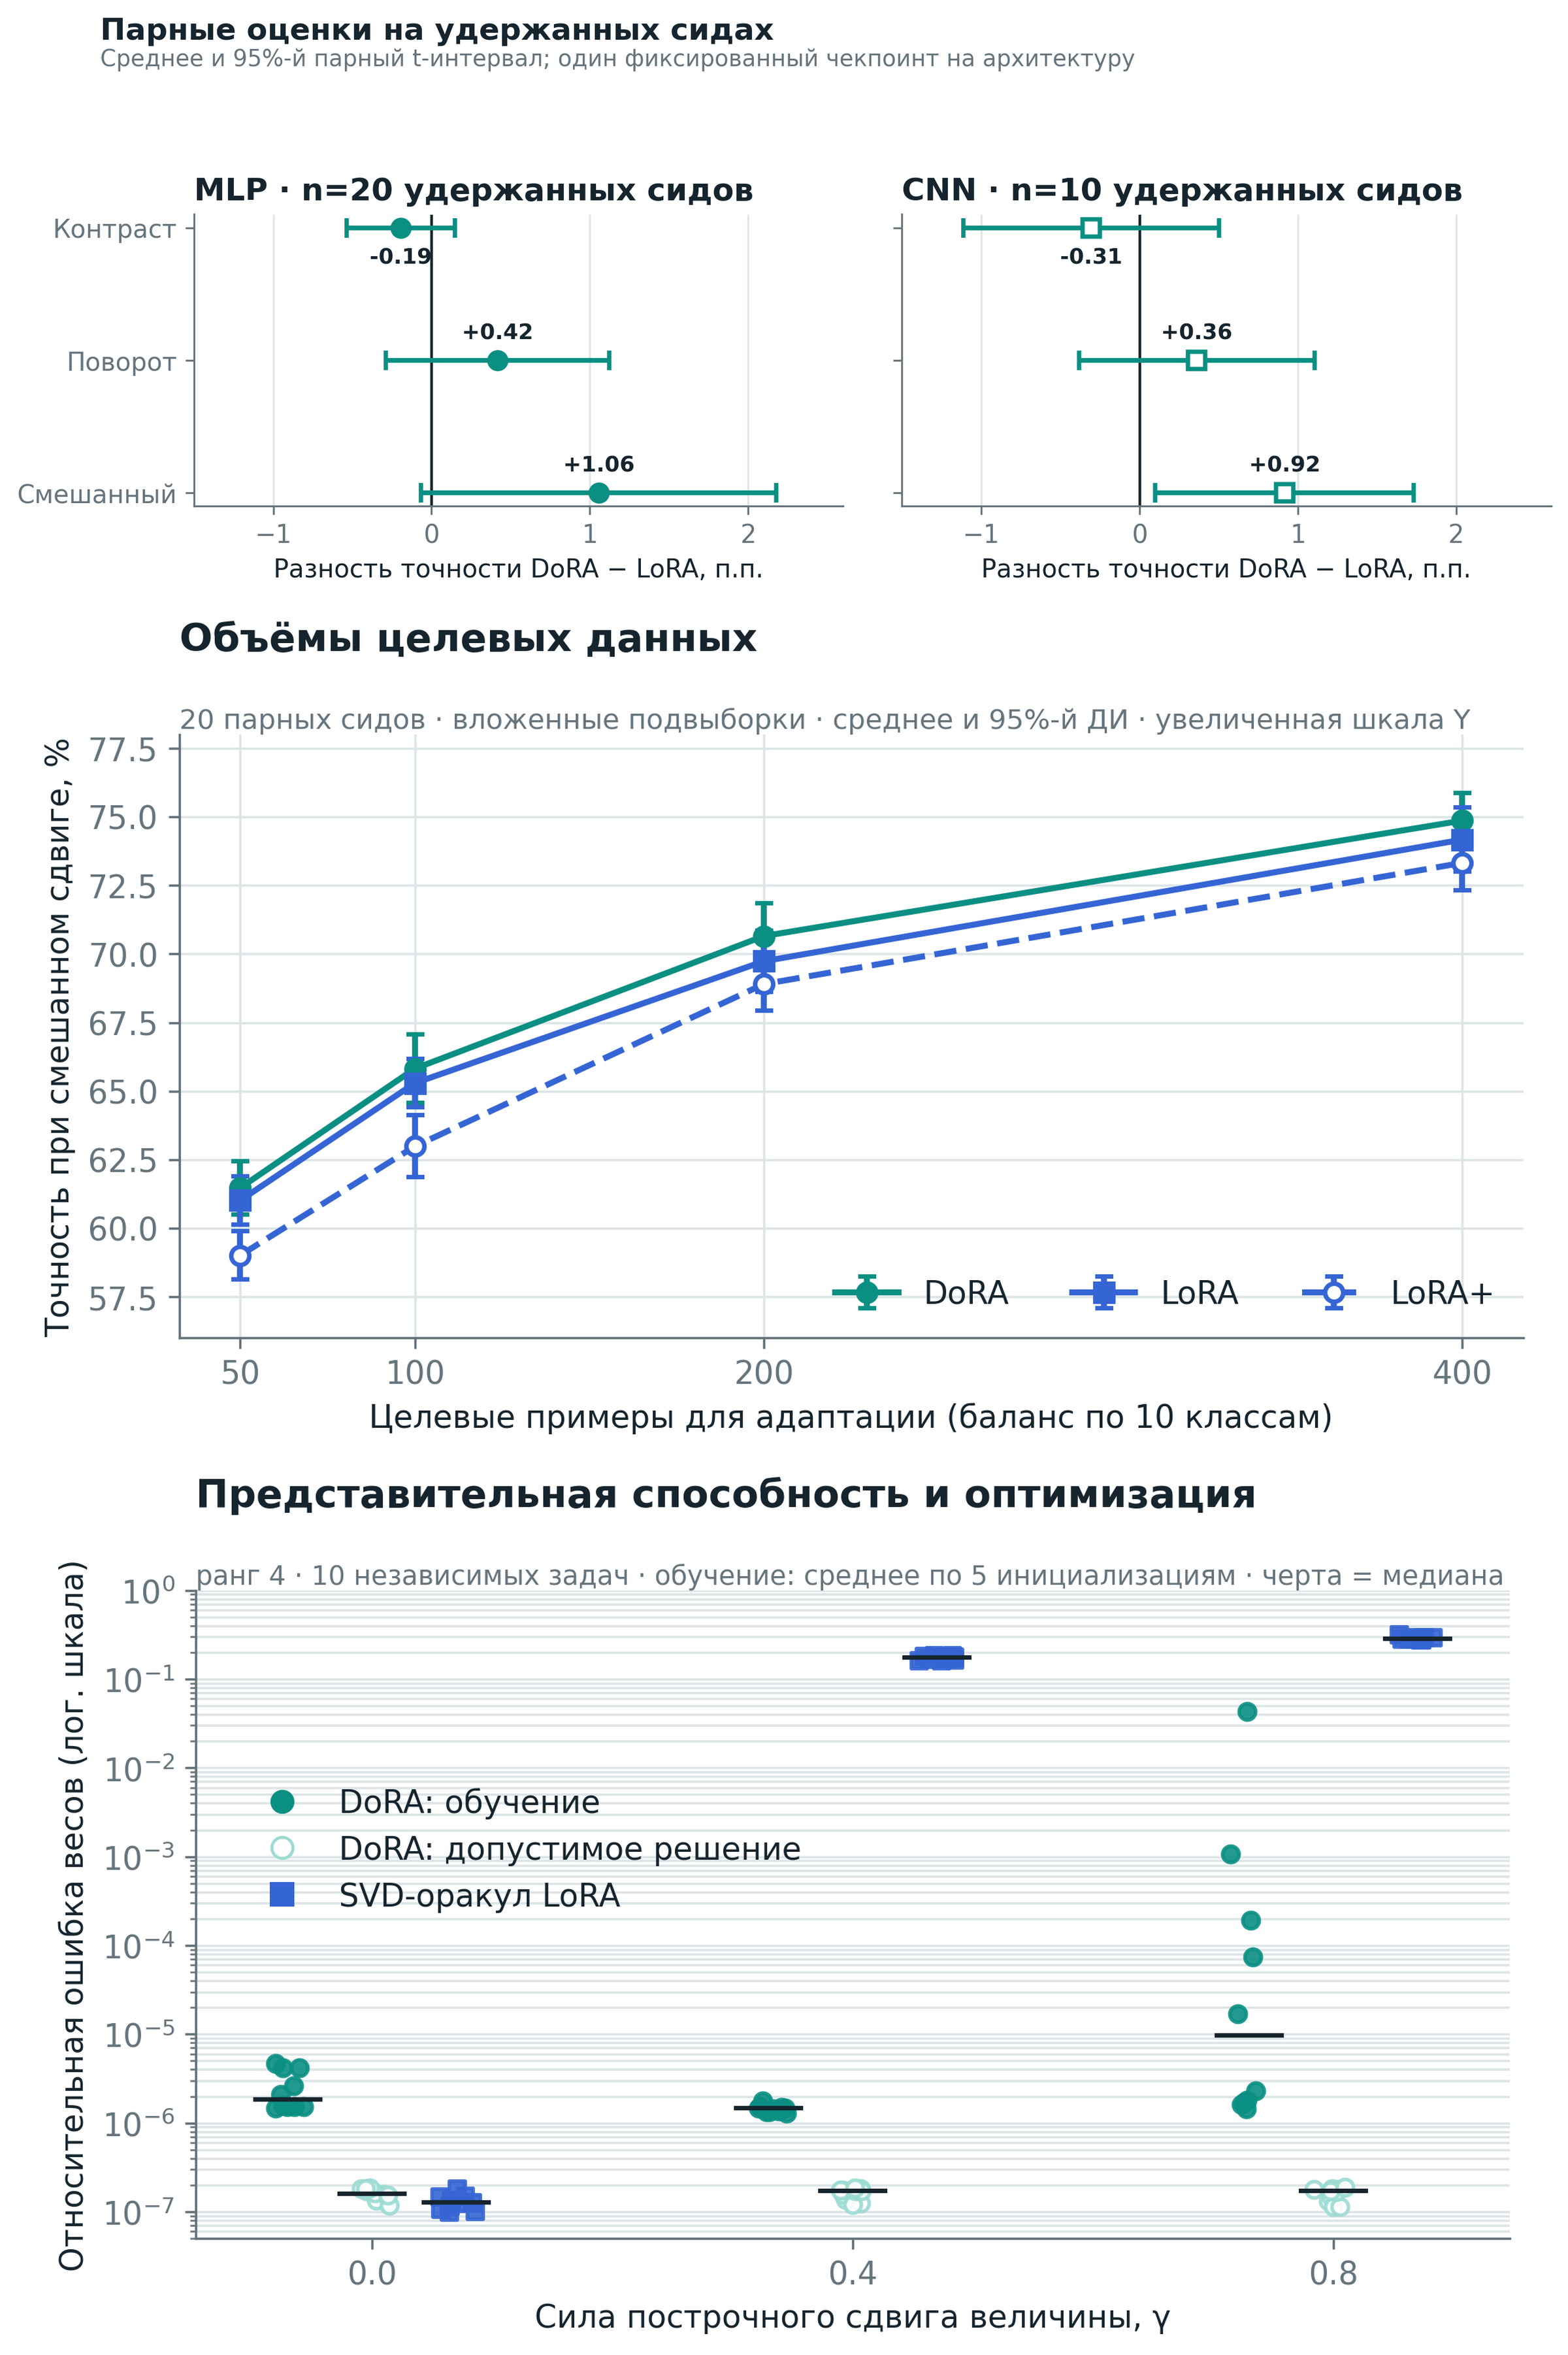 Парные оценки на удержанных сидах
Среднее и 95%-й парный t-интервал; один фиксированный чекпоинт на архитектуру
MLP · n=20 удержанных сидов
Контраст
Поворот
Смешанный
-0.19
+0.42
+1.06
−1 0 1 2
Разность точности DoRA − LoRA, п.п.
CNN · n=10 удержанных сидов
-0.31
+0.36
+0.92
−1 0 1 2
Разность точности DoRA − LoRA, п.п.
Объёмы целевых данных
20 парных сидов · вложенные подвыборки · среднее и 95%-й ДИ · увеличенная шкала Y
Точность при смешанном сдвиге, %
77.5
75.0
72.5
70.0
67.5
65.0
62.5
60.0
57.5
DoRA LoRA LoRA+
50 100 200 400
Целевые примеры для адаптации (баланс по 10 классам)
Представительная способность и оптимизация
ранг 4 · 10 независимых задач · обучение: среднее по 5 инициализациям · черта = медиана
Относительная ошибка весов (лог. шкала)
10⁰
10⁻¹
10⁻²
10⁻³
10⁻⁴
10⁻⁵
10⁻⁶
10⁻⁷
DoRA: обучение
DoRA: допустимое решение
SVD-оракул LoRA
0.0 0.4 0.8
Сила построчного сдвига величины, γ